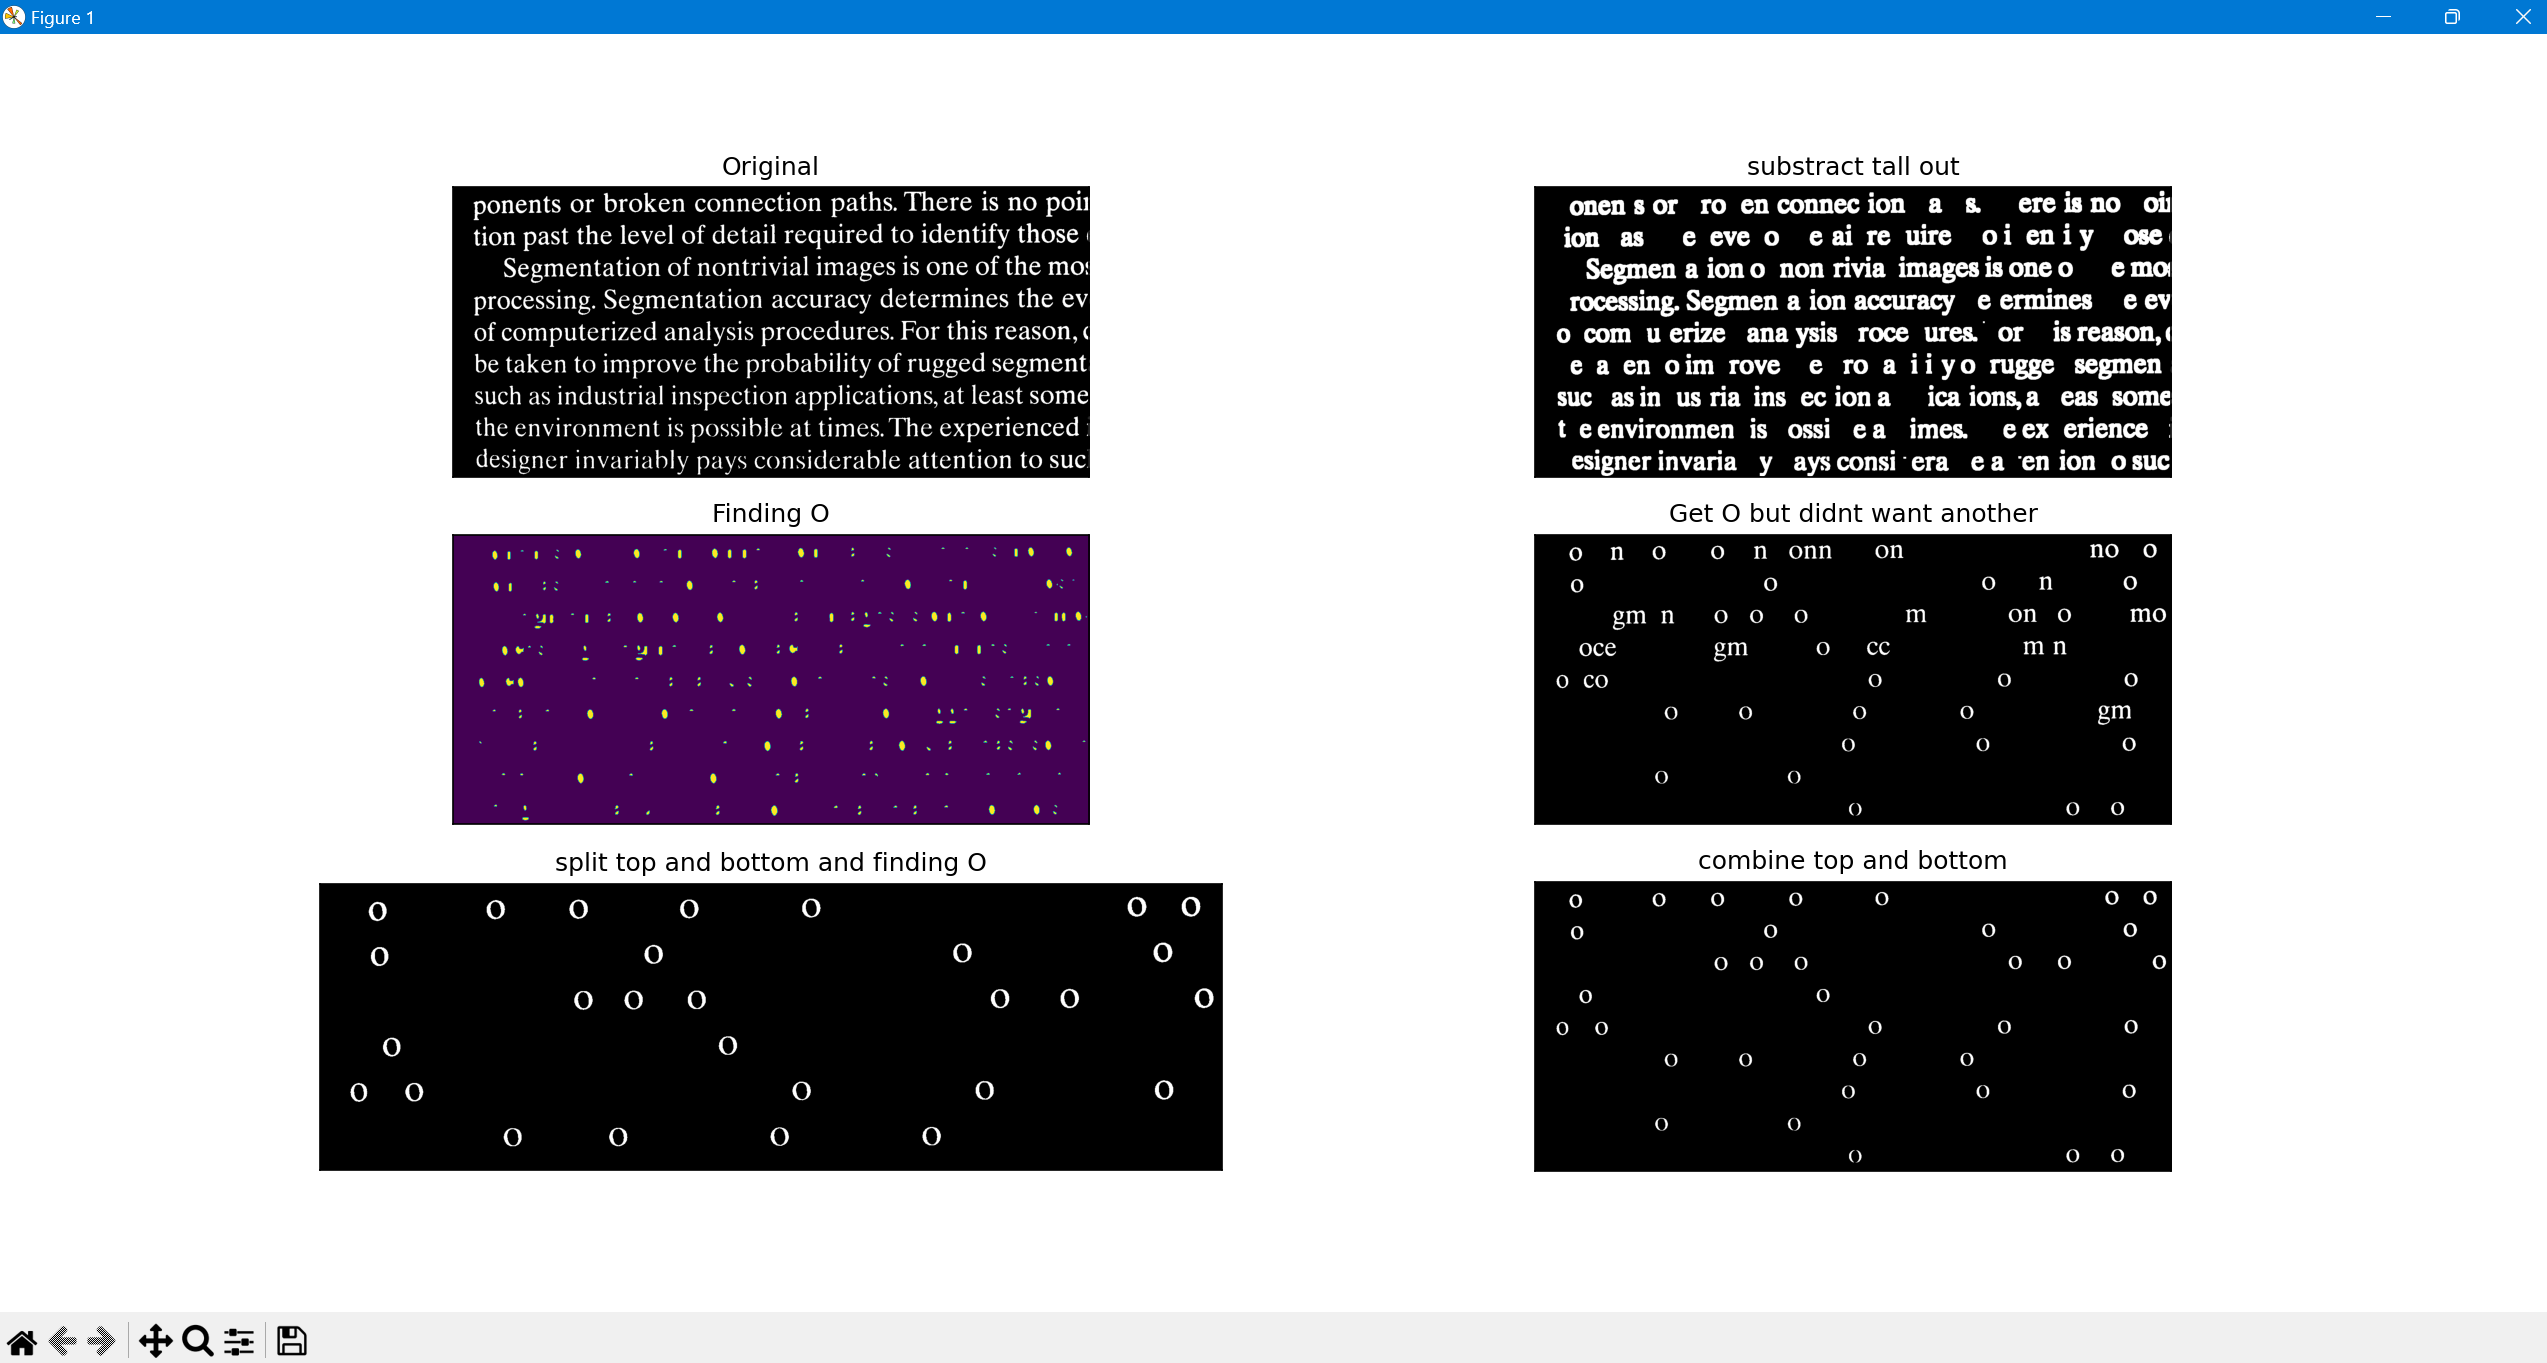 Figure 1
Original
ponents or broken connection paths. There is no poin
tion past the level of detail required to identify those
Segmentation of nontrivial images is one of the mos
processing. Segmentation accuracy determines the ev
of computerized analysis procedures. For this reason, c
be taken to improve the probability of rugged segment
such as industrial inspection applications, at least some
the environment is possible at times. The experienced i
designer invariably pays considerable attention to suc
substract tall out
onen s or ro en connec ion a s. ere is no oi
ion as e eve o e ai re uire o i en i y ose
Segmen a ion o non rivia images is one o e mo
rocessing. Segmen a ion accuracy e ermines e ev
o com u erize ana ysis roce ures. or is reason, c
e a en o im rove e ro a i i y o rugge segmen
suc as in us ria ins ec ion a ica ions, a eas some
t e environmen is ossi e a imes. e ex erience
esigner invaria y ays consi era e a en ion o suc
Finding O
Get O but didnt want another
o n o o n onn on no o
o o o n o
gm n o o o m on o mo
oce gm o cc m n
o co o o o
o o o o gm
o o o
o o
o o o
split top and bottom and finding O
o o o o o o o
o o o o
o o o o o o
o o
o o o o o
o o o o
combine top and bottom
o o o o o o o
o o o o
o o o o o o
o o
o o o o o
o o o o
o o o
o o
o o o